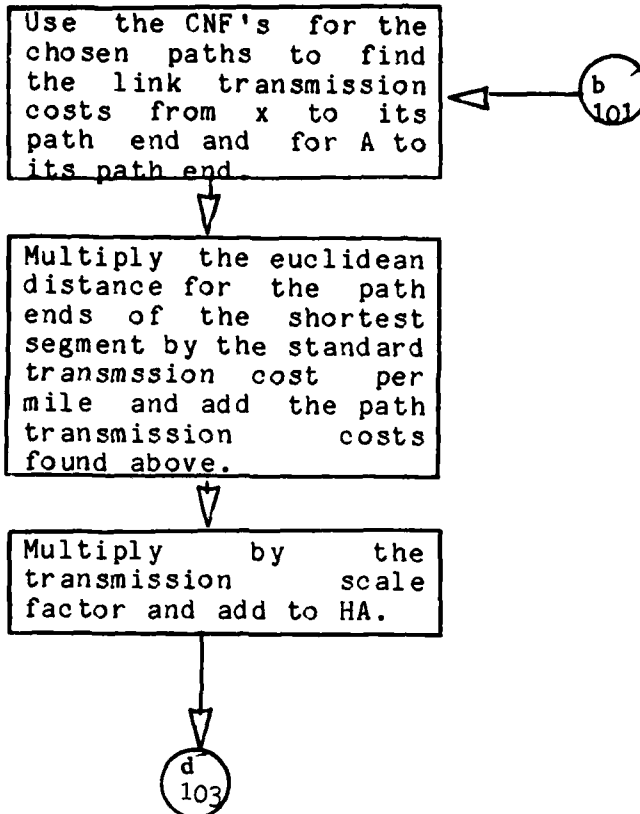 Use the CNF's for the
chosen paths to find
the link transmission
costs from x to its
path end and for A to
its path end.
b
101
Multiply the euclidean
distance for the path
ends of the shortest
segment by the standard
transmssion cost per
mile and add the path
transmission costs
found above.
Multiply by the
transmission scale
factor and add to HA.
d
103